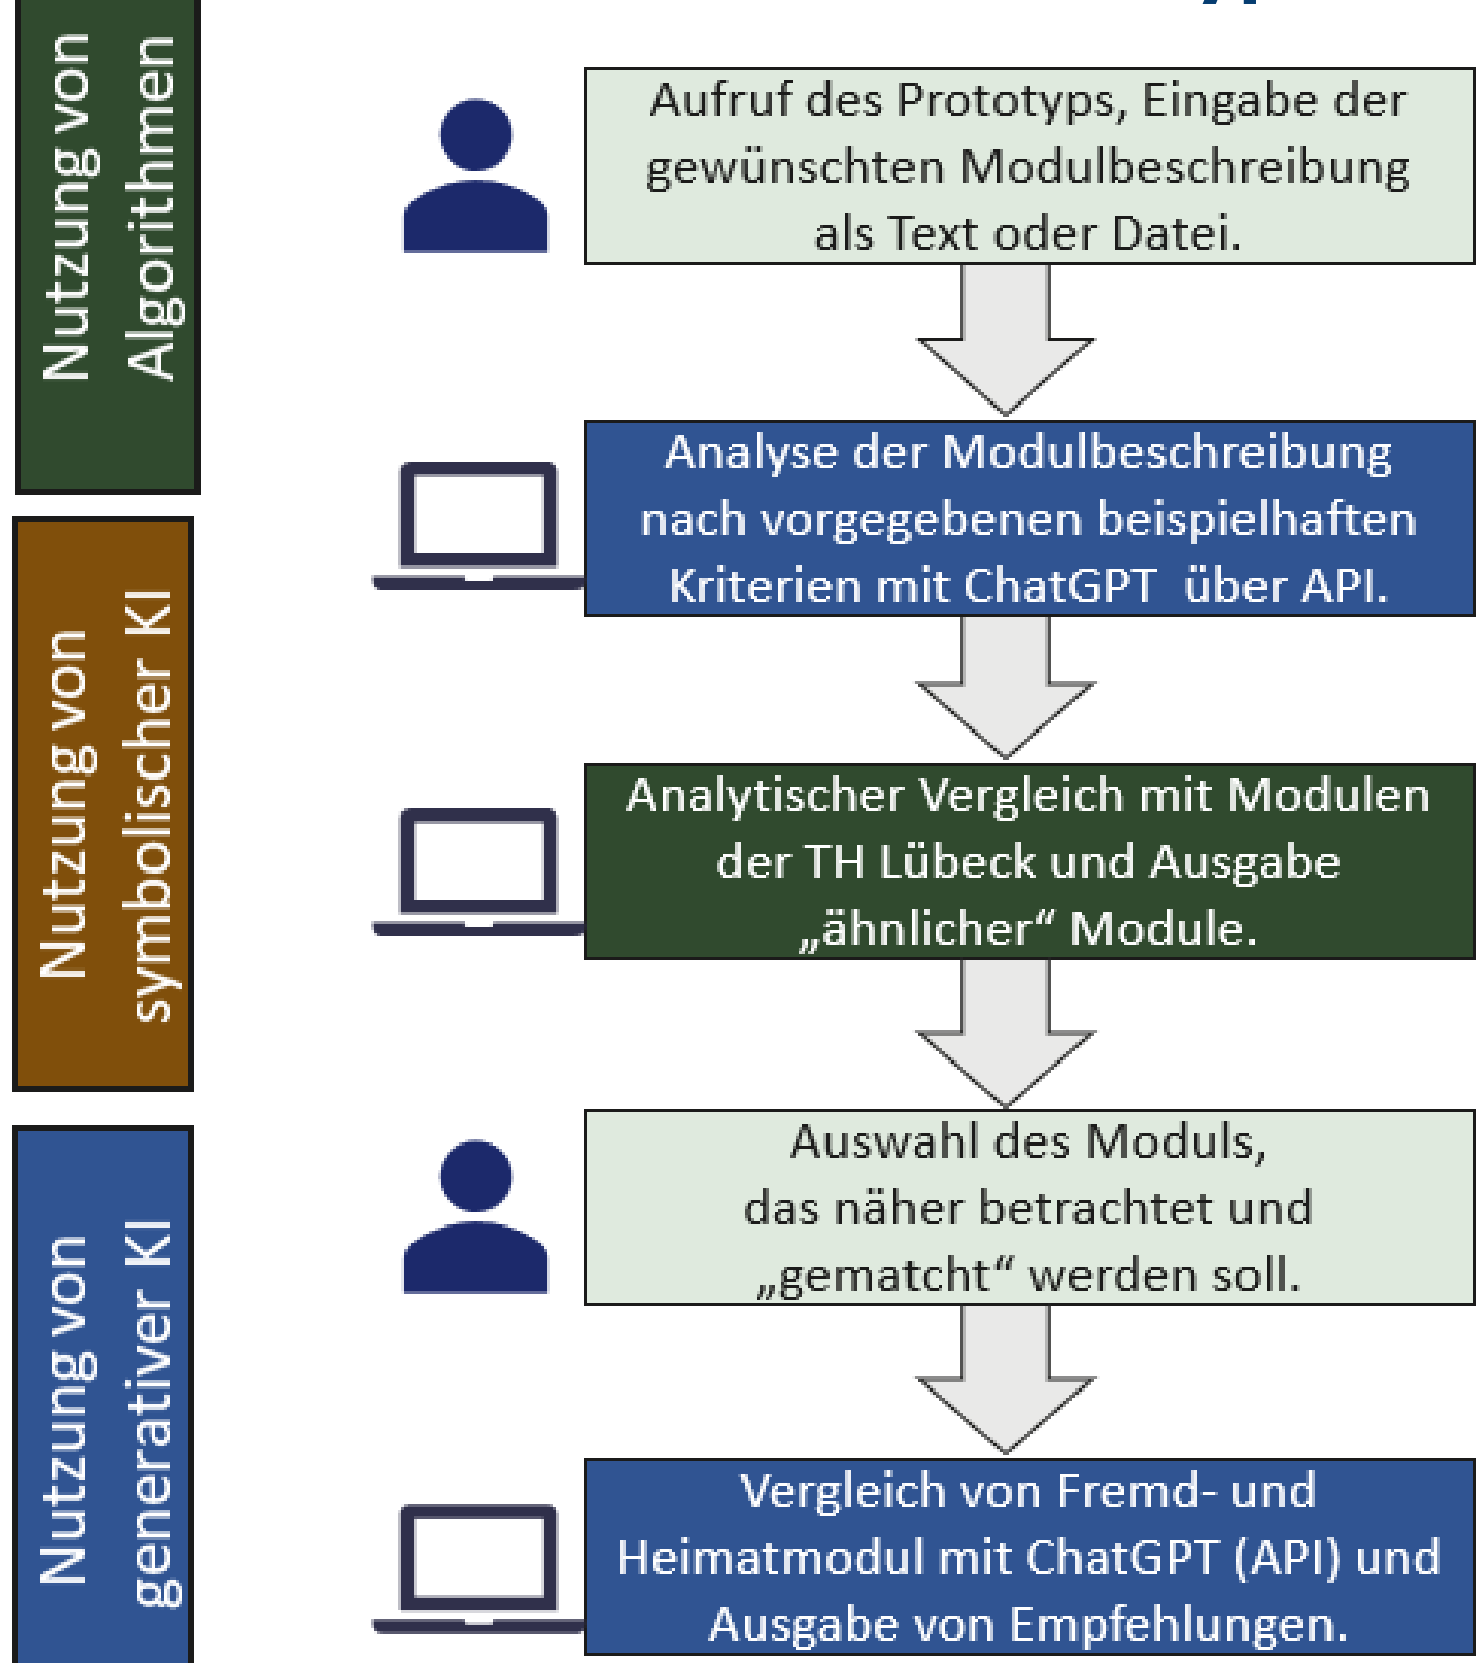 Nutzung von
Algorithmen
Nutzung von
symbolischer KI
Nutzung von
generativer KI
Aufruf des Prototyps, Eingabe der
gewünschten Modulbeschreibung
als Text oder Datei.
Analyse der Modulbeschreibung
nach vorgegebenen beispielhaften
Kriterien mit ChatGPT  über API.
Analytischer Vergleich mit Modulen
der TH Lübeck und Ausgabe
„ähnlicher“ Module.
Auswahl des Moduls,
das näher betrachtet und
„gematcht“ werden soll.
Vergleich von Fremd- und
Heimatmodul mit ChatGPT (API) und
Ausgabe von Empfehlungen.